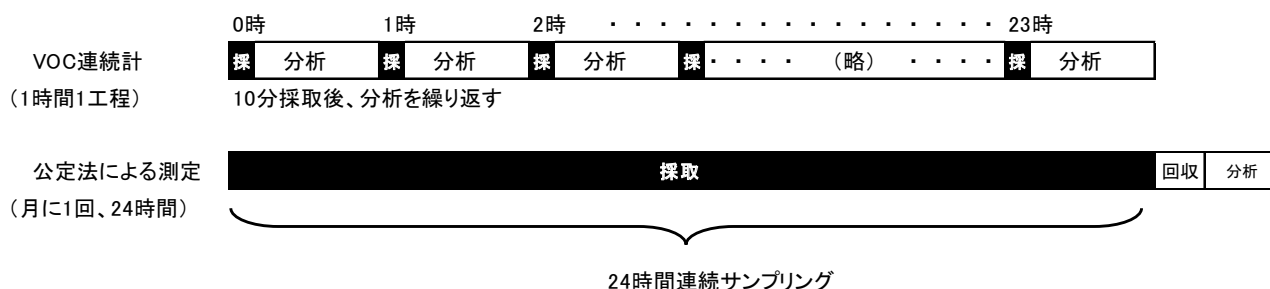 0時 1時 2時 ・・・・・・・・・・・・・・・ 23時
VOC連続計 採 分析 採 分析 採 分析 採 ・・・・ （略） ・・・・ 採 分析
（1時間1工程） 10分採取後、分析を繰り返す
公定法による測定 採取 回収 分析
（月に1回、24時間）
24時間連続サンプリング